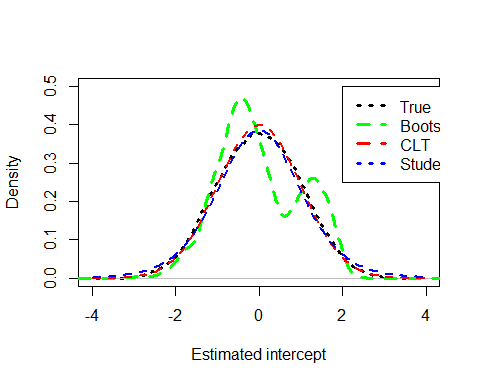 Density
0.0 0.1 0.2 0.3 0.4 0.5
-4 -2 0 2 4
Estimated intercept
True
Boots
CLT
Stude